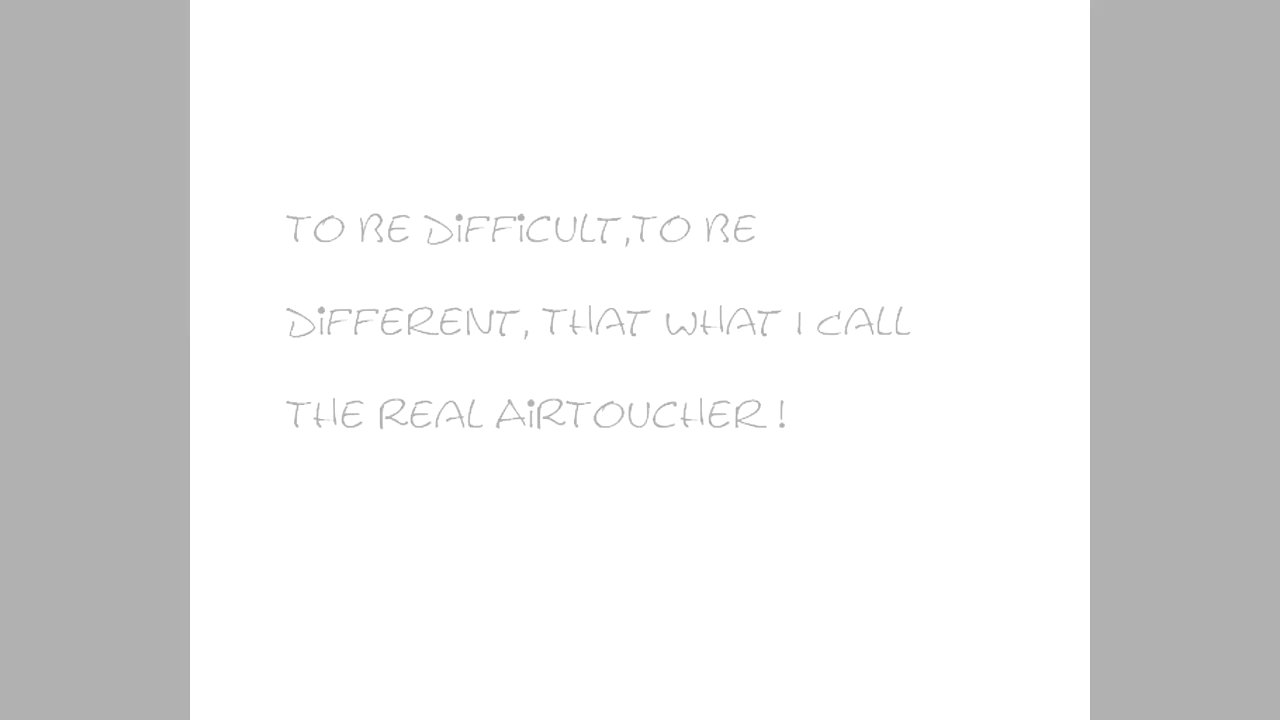 TO BE DiFFiCULT,TO BE
DiFFERENT, THAT WHAT I CALL
THE REAL AiRTOUCHER !